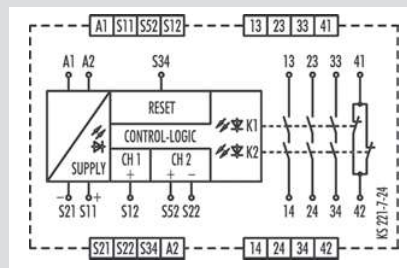 A1 S11 S52 S12 13 23 33 41
A1 A2 S34 13 23 33 41
RESET
CONTROL-LOGIC
K1
K2
SUPPLY
CH 1 CH 2
+ + −
− +
S21 S11 S12 S52 S22 14 24 34 42
S21 S22 S34 A2 14 24 34 42
KS 221-7-24